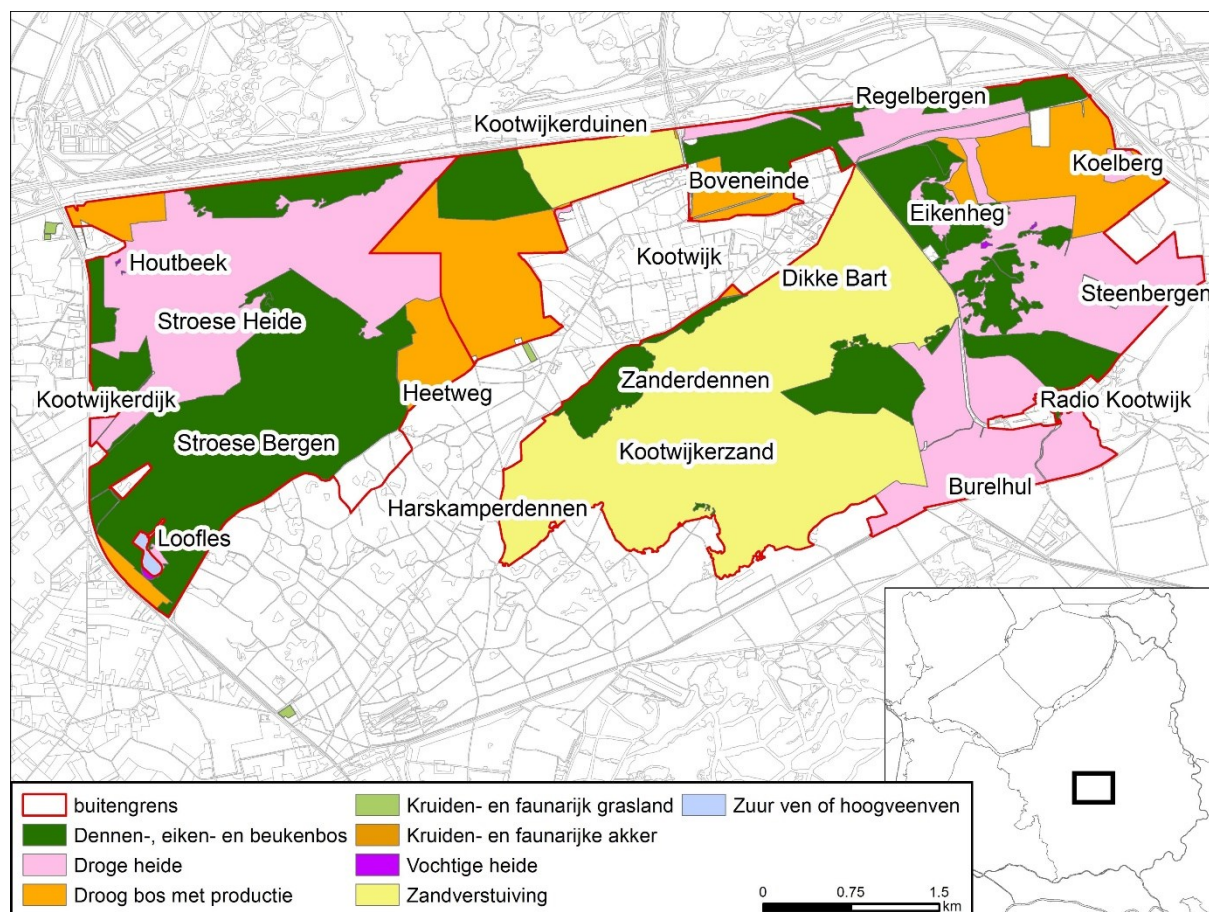 Regelbergen
Kootwijkerduinen
Koelberg
Boveneinde
Eikenheg
Kootwijk
Houtbeek
Dikke Bart
Steenbergen
Stroese Heide
Zanderdennen
Kootwijkerdijk
Heetweg
Radio Kootwijk
Stroese Bergen
Kootwijkerzand
Burelhul
Harskamperdennen
Loofles
buitengrens
Dennen-, eiken- en beukenbos
Droge heide
Droog bos met productie
Kruiden- en faunarijk grasland
Kruiden- en faunarijke akker
Vochtige heide
Zandverstuiving
Zuur ven of hoogveenven
0 0.75 1.5
km